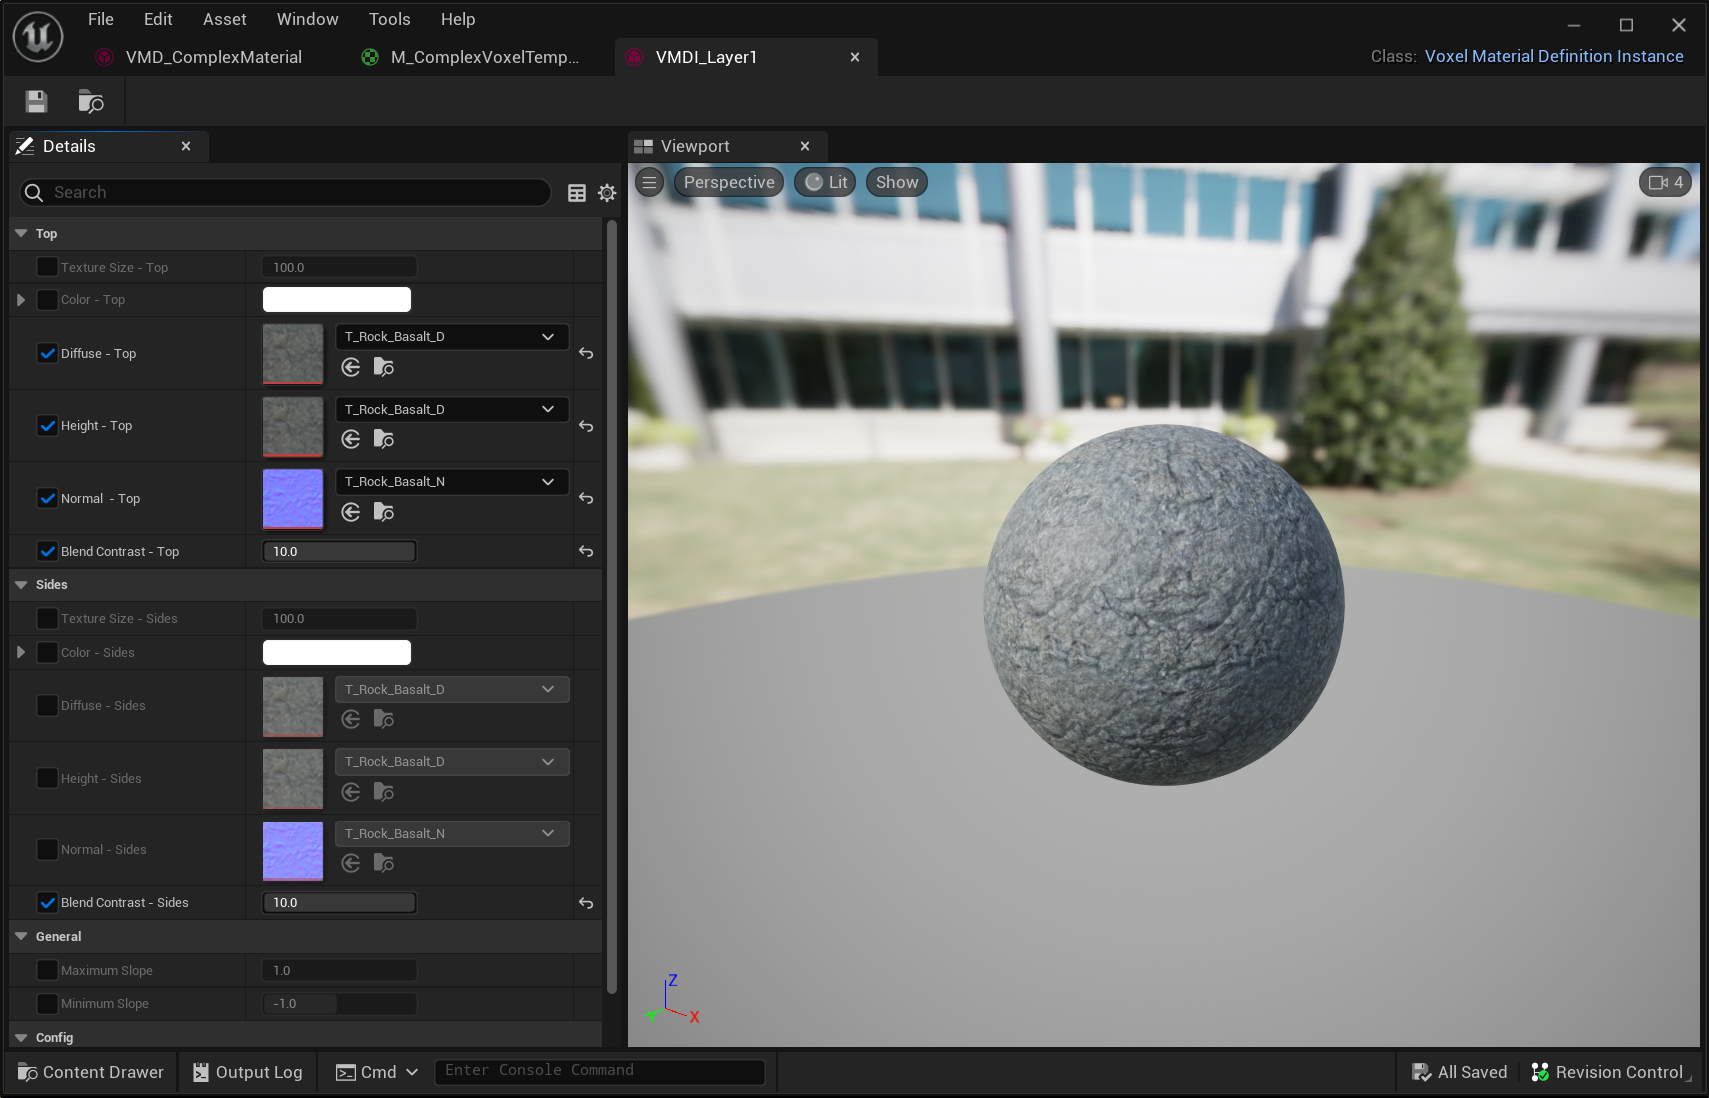 File Edit Asset Window Tools Help
VMD_ComplexMaterial
M_ComplexVoxelTemp...
VMDI_Layer1
Class: Voxel Material Definition Instance
Details
Viewport
Search
Perspective
Lit
Show
4
Top
Texture Size - Top 100.0
Color - Top
Diffuse - Top T_Rock_Basalt_D
Height - Top T_Rock_Basalt_D
Normal - Top T_Rock_Basalt_N
Blend Contrast - Top 10.0
Sides
Texture Size - Sides 100.0
Color - Sides
Diffuse - Sides T_Rock_Basalt_D
Height - Sides T_Rock_Basalt_D
Normal - Sides T_Rock_Basalt_N
Blend Contrast - Sides 10.0
General
Maximum Slope 1.0
Minimum Slope -1.0
Config
Z
Y
X
Content Drawer
Output Log
Cmd
Enter Console Command
All Saved
Revision Control